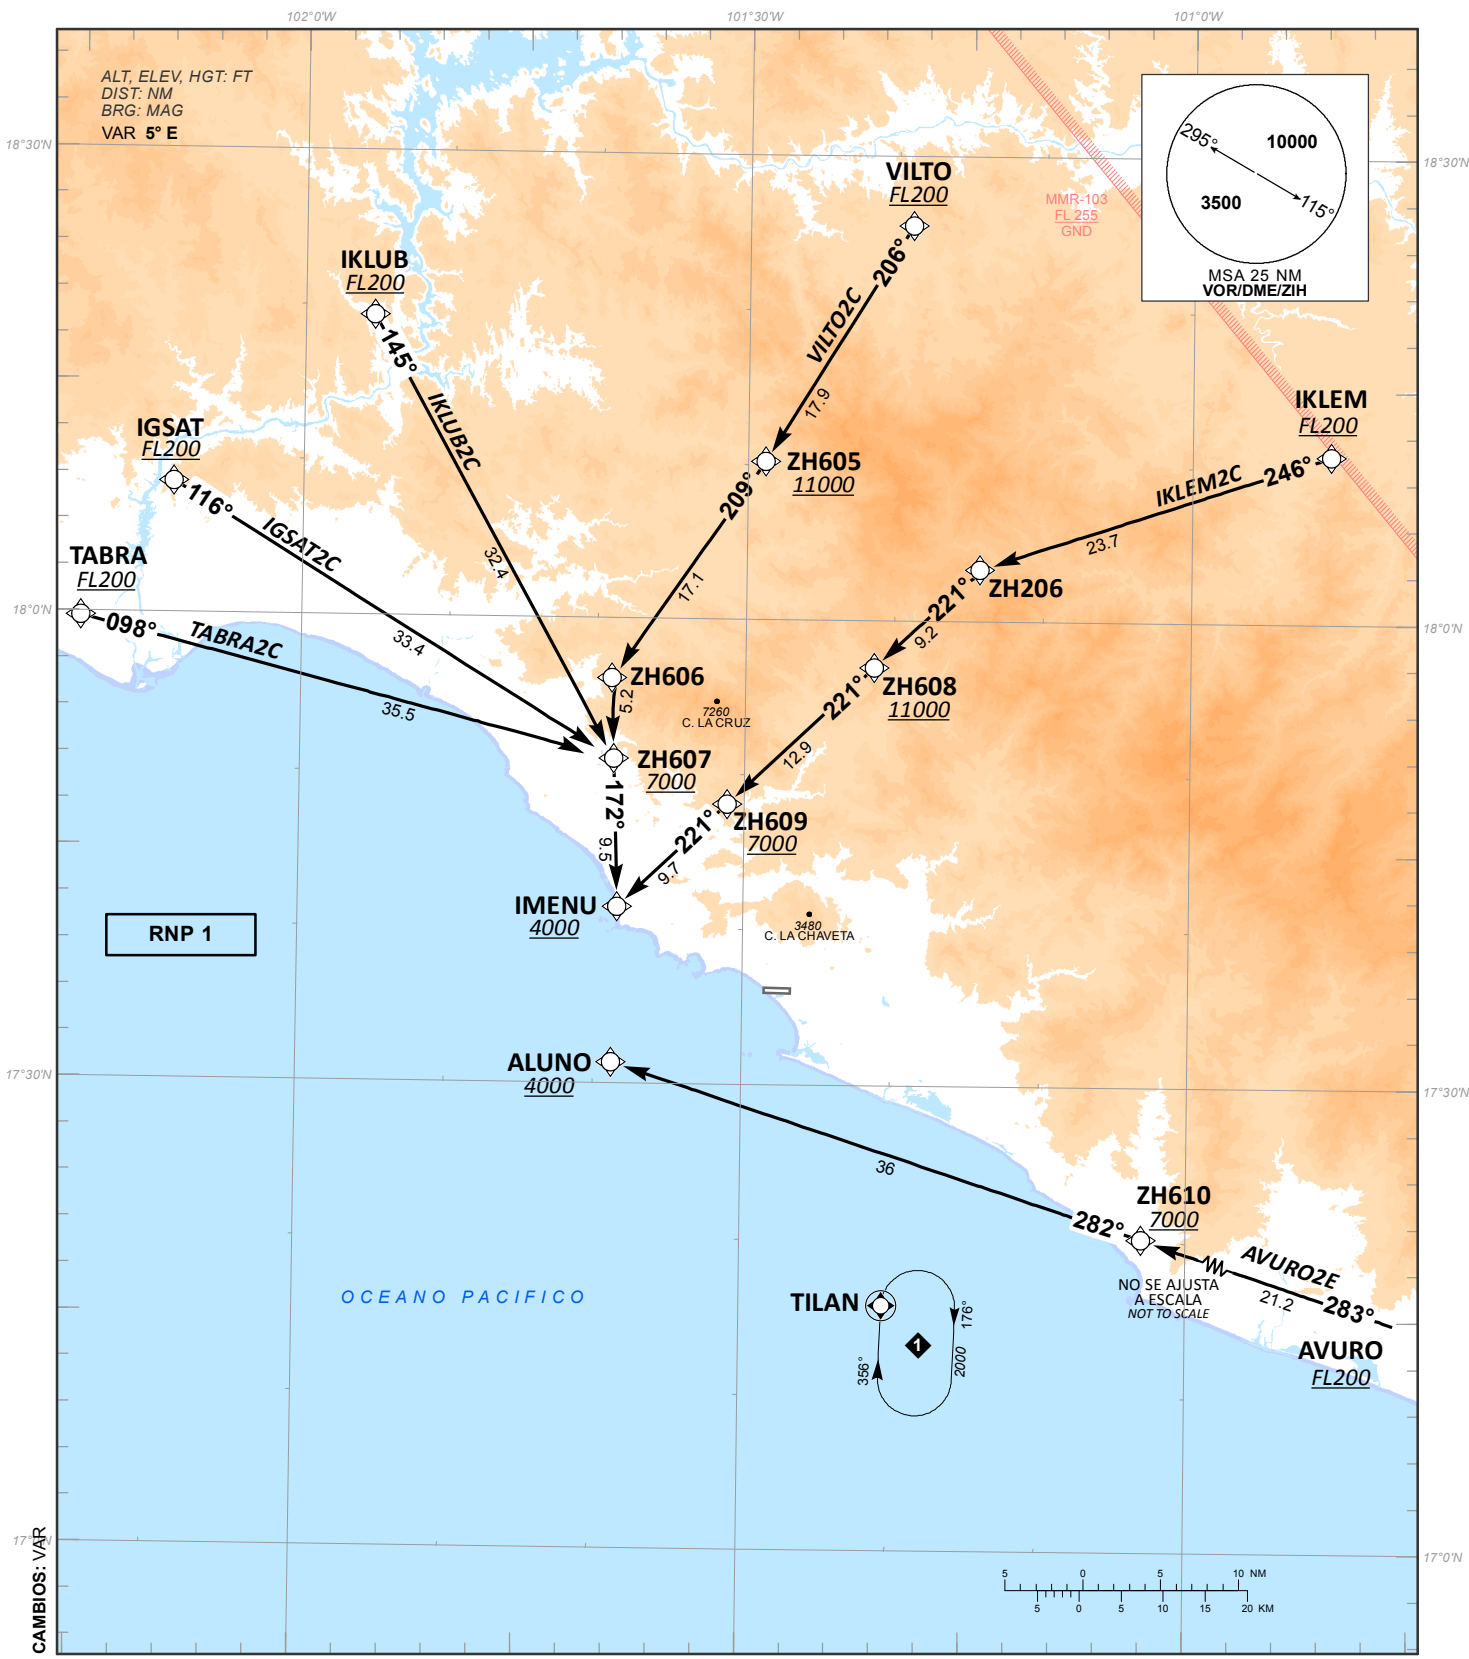 102°0'W
101°30'W
101°0'W
ALT, ELEV, HGT: FT
DIST: NM
BRG: MAG
VAR 5° E
18°30'N
18°30'N
295°
10000
3500
115°
MSA 25 NM
VOR/DME/ZIH
MMR-103
FL 255
GND
VILTO
FL200
206°
VILTO2C
17.9
IKLUB
FL200
145°
IKLUB2C
32.4
IKLEM
FL200
246°
IKLEM2C
23.7
IGSAT
FL200
116°
IGSAT2C
33.4
ZH605
11000
209°
17.1
TABRA
FL200
098°
TABRA2C
35.5
ZH206
221°
9.2
18°0'N
18°0'N
ZH606
5.2
ZH608
11000
221°
12.9
7260
C. LA CRUZ
ZH607
7000
172°
9.5
ZH609
7000
221°
9.7
IMENU
4000
3480
C. LA CHAVETA
RNP 1
ALUNO
4000
17°30'N
17°30'N
36
282°
ZH610
7000
AVURO2E
21.2
283°
NO SE AJUSTA
A ESCALA
NOT TO SCALE
AVURO
FL200
OCEANO PACIFICO
TILAN
1
356°
176°
2000
17°0'N
5 0 5 10 NM
5 0 5 10 15 20 KM
CAMBIOS: VAR